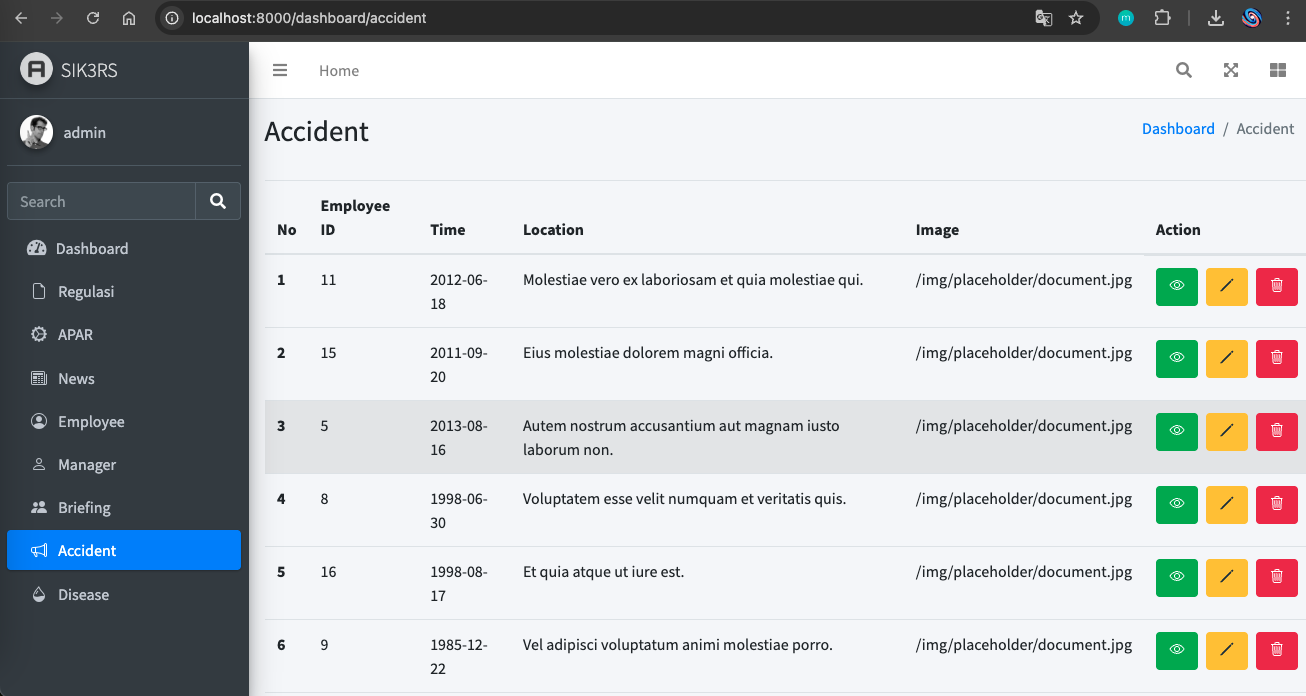 localhost:8000/dashboard/accident
m
SIK3RS
Home
admin
Accident
Dashboard / Accident
Search
Dashboard
Regulasi
APAR
News
Employee
Manager
Briefing
Accident
Disease
No Employee ID Time Location Image Action
1 11 2012-06-18 Molestiae vero ex laboriosam et quia molestiae qui. /img/placeholder/document.jpg
2 15 2011-09-20 Eius molestiae dolorem magni officia. /img/placeholder/document.jpg
3 5 2013-08-16 Autem nostrum accusantium aut magnam iusto laborum non. /img/placeholder/document.jpg
4 8 1998-06-30 Voluptatem esse velit numquam et veritatis quis. /img/placeholder/document.jpg
5 16 1998-08-17 Et quia atque ut iure est. /img/placeholder/document.jpg
6 9 1985-12-22 Vel adipisci voluptatum animi molestiae porro. /img/placeholder/document.jpg